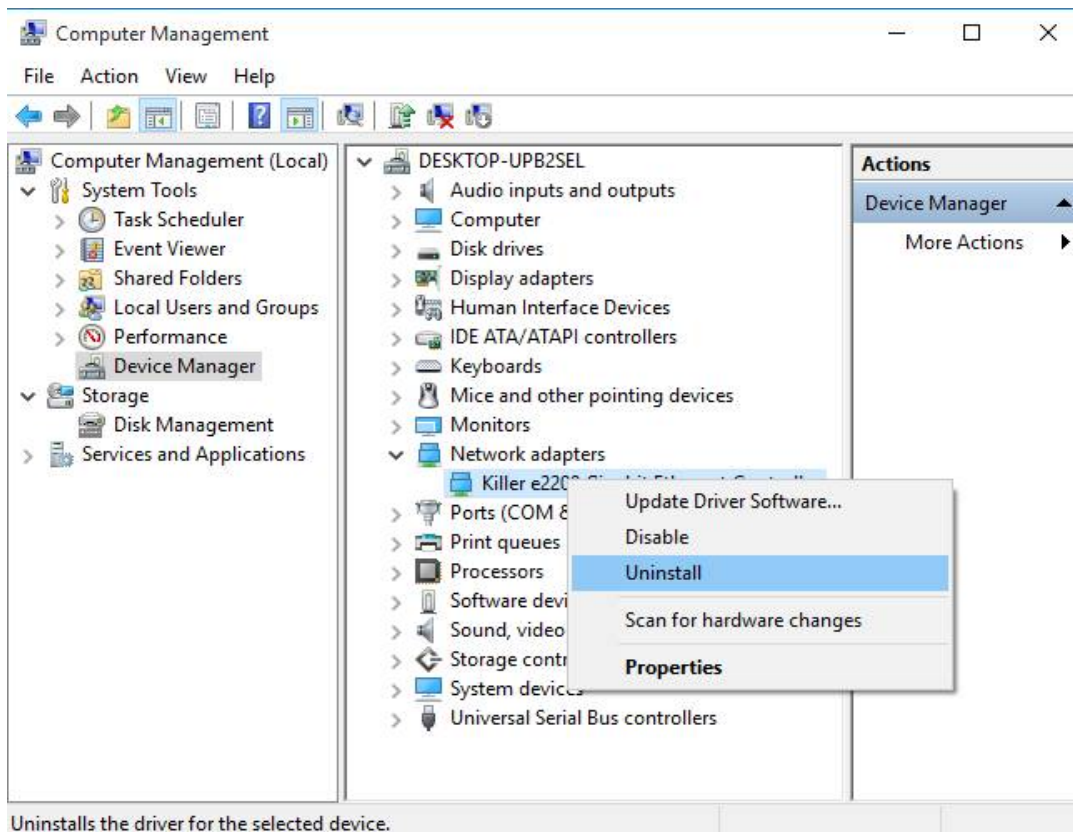 Computer Management
File Action View Help
Computer Management (Local)
System Tools
Task Scheduler
Event Viewer
Shared Folders
Local Users and Groups
Performance
Device Manager
Storage
Disk Management
Services and Applications
DESKTOP-UPB2SEL
Audio inputs and outputs
Computer
Disk drives
Display adapters
Human Interface Devices
IDE ATA/ATAPI controllers
Keyboards
Mice and other pointing devices
Monitors
Network adapters
Killer
Ports (COM &
Print queues
Processors
Software
Sound, video
Storage
System devices
Universal Serial Bus controllers
Update Driver Software...
Disable
Uninstall
Scan for hardware changes
Properties
Actions
Device Manager
More Actions
Uninstalls the driver for the selected device.